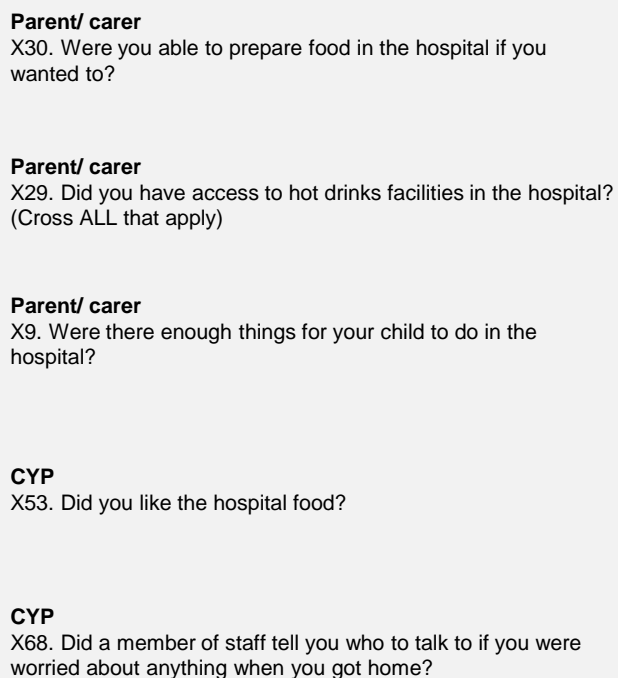 Parent/ carer
X30. Were you able to prepare food in the hospital if you
wanted to?
Parent/ carer
X29. Did you have access to hot drinks facilities in the hospital?
(Cross ALL that apply)
Parent/ carer
X9. Were there enough things for your child to do in the
hospital?
CYP
X53. Did you like the hospital food?
CYP
X68. Did a member of staff tell you who to talk to if you were
worried about anything when you got home?